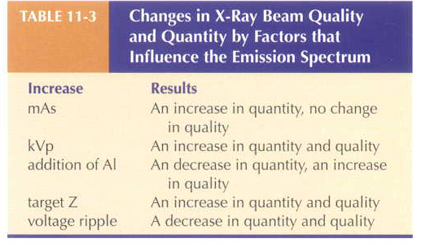 TABLE 11-3
Changes in X-Ray Beam Quality
and Quantity by Factors that
Influence the Emission Spectrum
Increase Results
mAs An increase in quantity, no change
in quality
kVp An increase in quantity and quality
addition of Al An decrease in quantity, an increase
in quality
target Z An increase in quantity and quality
voltage ripple A decrease in quantity and quality